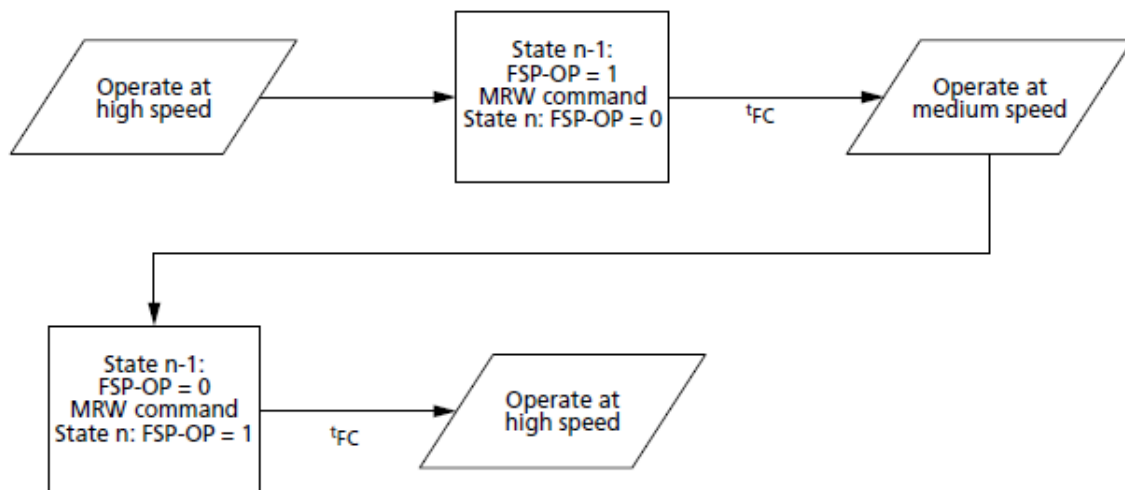 Operate at
high speed
State n-1:
FSP-OP = 1
MRW command
State n: FSP-OP = 0
tFC
Operate at
medium speed
State n-1:
FSP-OP = 0
MRW command
State n: FSP-OP = 1
tFC
Operate at
high speed